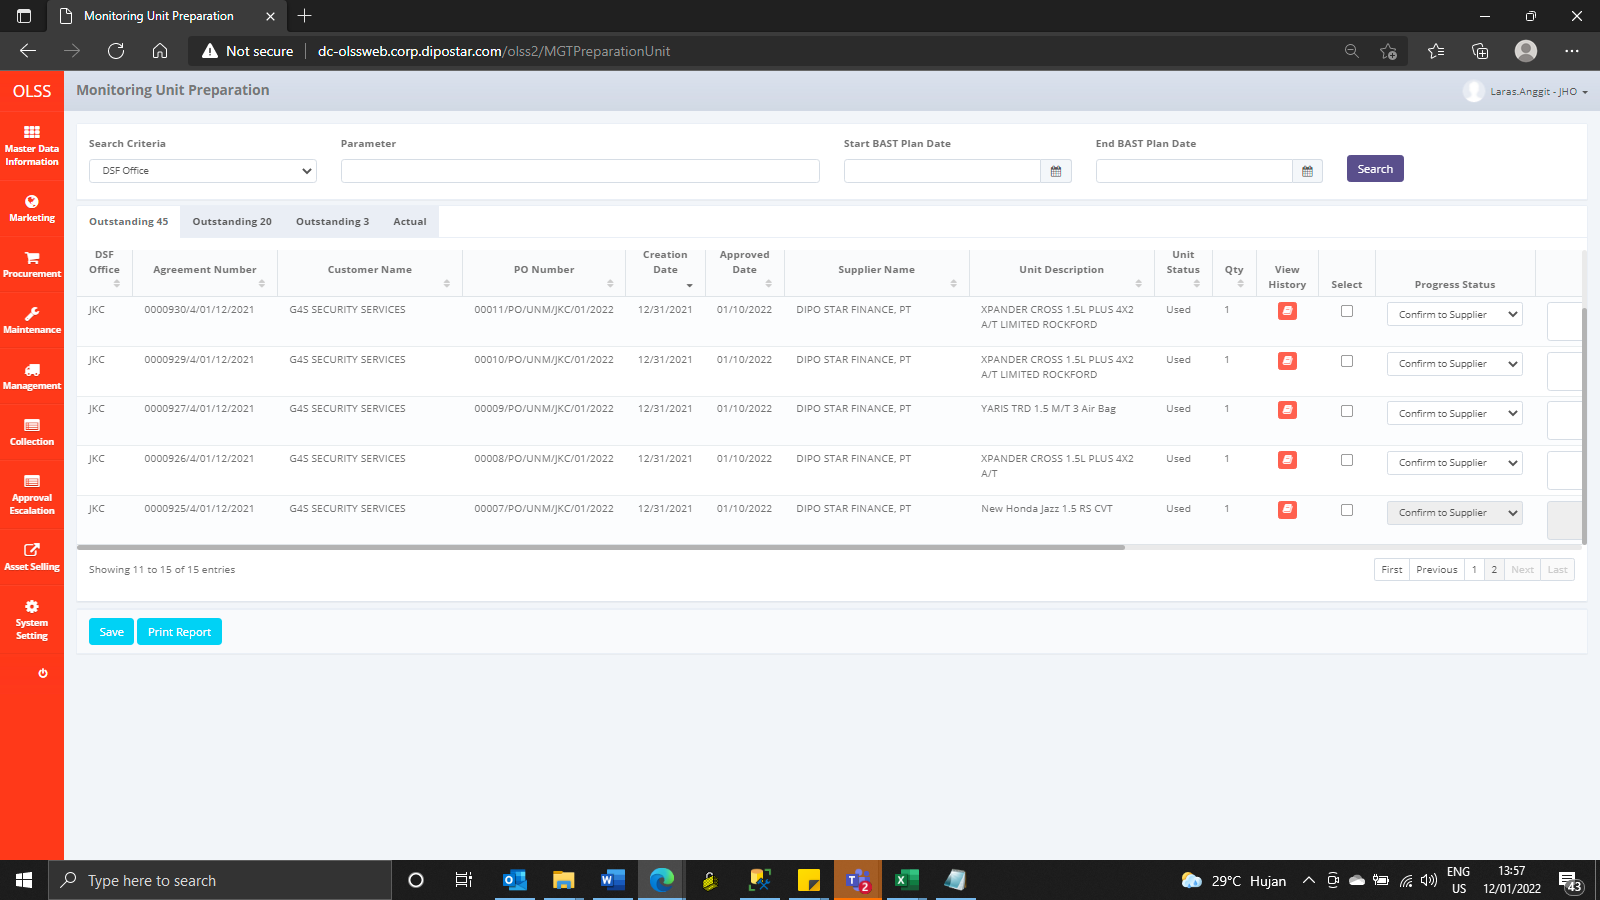 Monitoring Unit Preparation
Not secure
dc-olssweb.corp.dipostar.com/olss2/MGTPreparationUnit
OLSS
Monitoring Unit Preparation
Laras.Anggit - JHO
Master Data Information
Marketing
Procurement
Maintenance
Management
Collection
Approval Escalation
Asset Selling
System Setting
Search Criteria
Parameter
Start BAST Plan Date
End BAST Plan Date
DSF Office
Search
Outstanding 45
Outstanding 20
Outstanding 3
Actual
DSF Office
Agreement Number
Customer Name
PO Number
Creation Date
Approved Date
Supplier Name
Unit Description
Unit Status
Qty
View History
Select
Progress Status
JKC 0000930/4/01/12/2021 G4S SECURITY SERVICES 00011/PO/UNM/JKC/01/2022 12/31/2021 01/10/2022 DIPO STAR FINANCE, PT XPANDER CROSS 1.5L PLUS 4X2 A/T LIMITED ROCKFORD Used 1 Confirm to Supplier
JKC 0000929/4/01/12/2021 G4S SECURITY SERVICES 00010/PO/UNM/JKC/01/2022 12/31/2021 01/10/2022 DIPO STAR FINANCE, PT XPANDER CROSS 1.5L PLUS 4X2 A/T LIMITED ROCKFORD Used 1 Confirm to Supplier
JKC 0000927/4/01/12/2021 G4S SECURITY SERVICES 00009/PO/UNM/JKC/01/2022 12/31/2021 01/10/2022 DIPO STAR FINANCE, PT YARIS TRD 1.5 M/T 3 Air Bag Used 1 Confirm to Supplier
JKC 0000926/4/01/12/2021 G4S SECURITY SERVICES 00008/PO/UNM/JKC/01/2022 12/31/2021 01/10/2022 DIPO STAR FINANCE, PT XPANDER CROSS 1.5L PLUS 4X2 A/T Used 1 Confirm to Supplier
JKC 0000925/4/01/12/2021 G4S SECURITY SERVICES 00007/PO/UNM/JKC/01/2022 12/31/2021 01/10/2022 DIPO STAR FINANCE, PT New Honda Jazz 1.5 RS CVT Used 1 Confirm to Supplier
Showing 11 to 15 of 15 entries
First Previous 1 2 Next Last
Save
Print Report
Type here to search
2
29°C Hujan
ENG US
13:57
12/01/2022
43